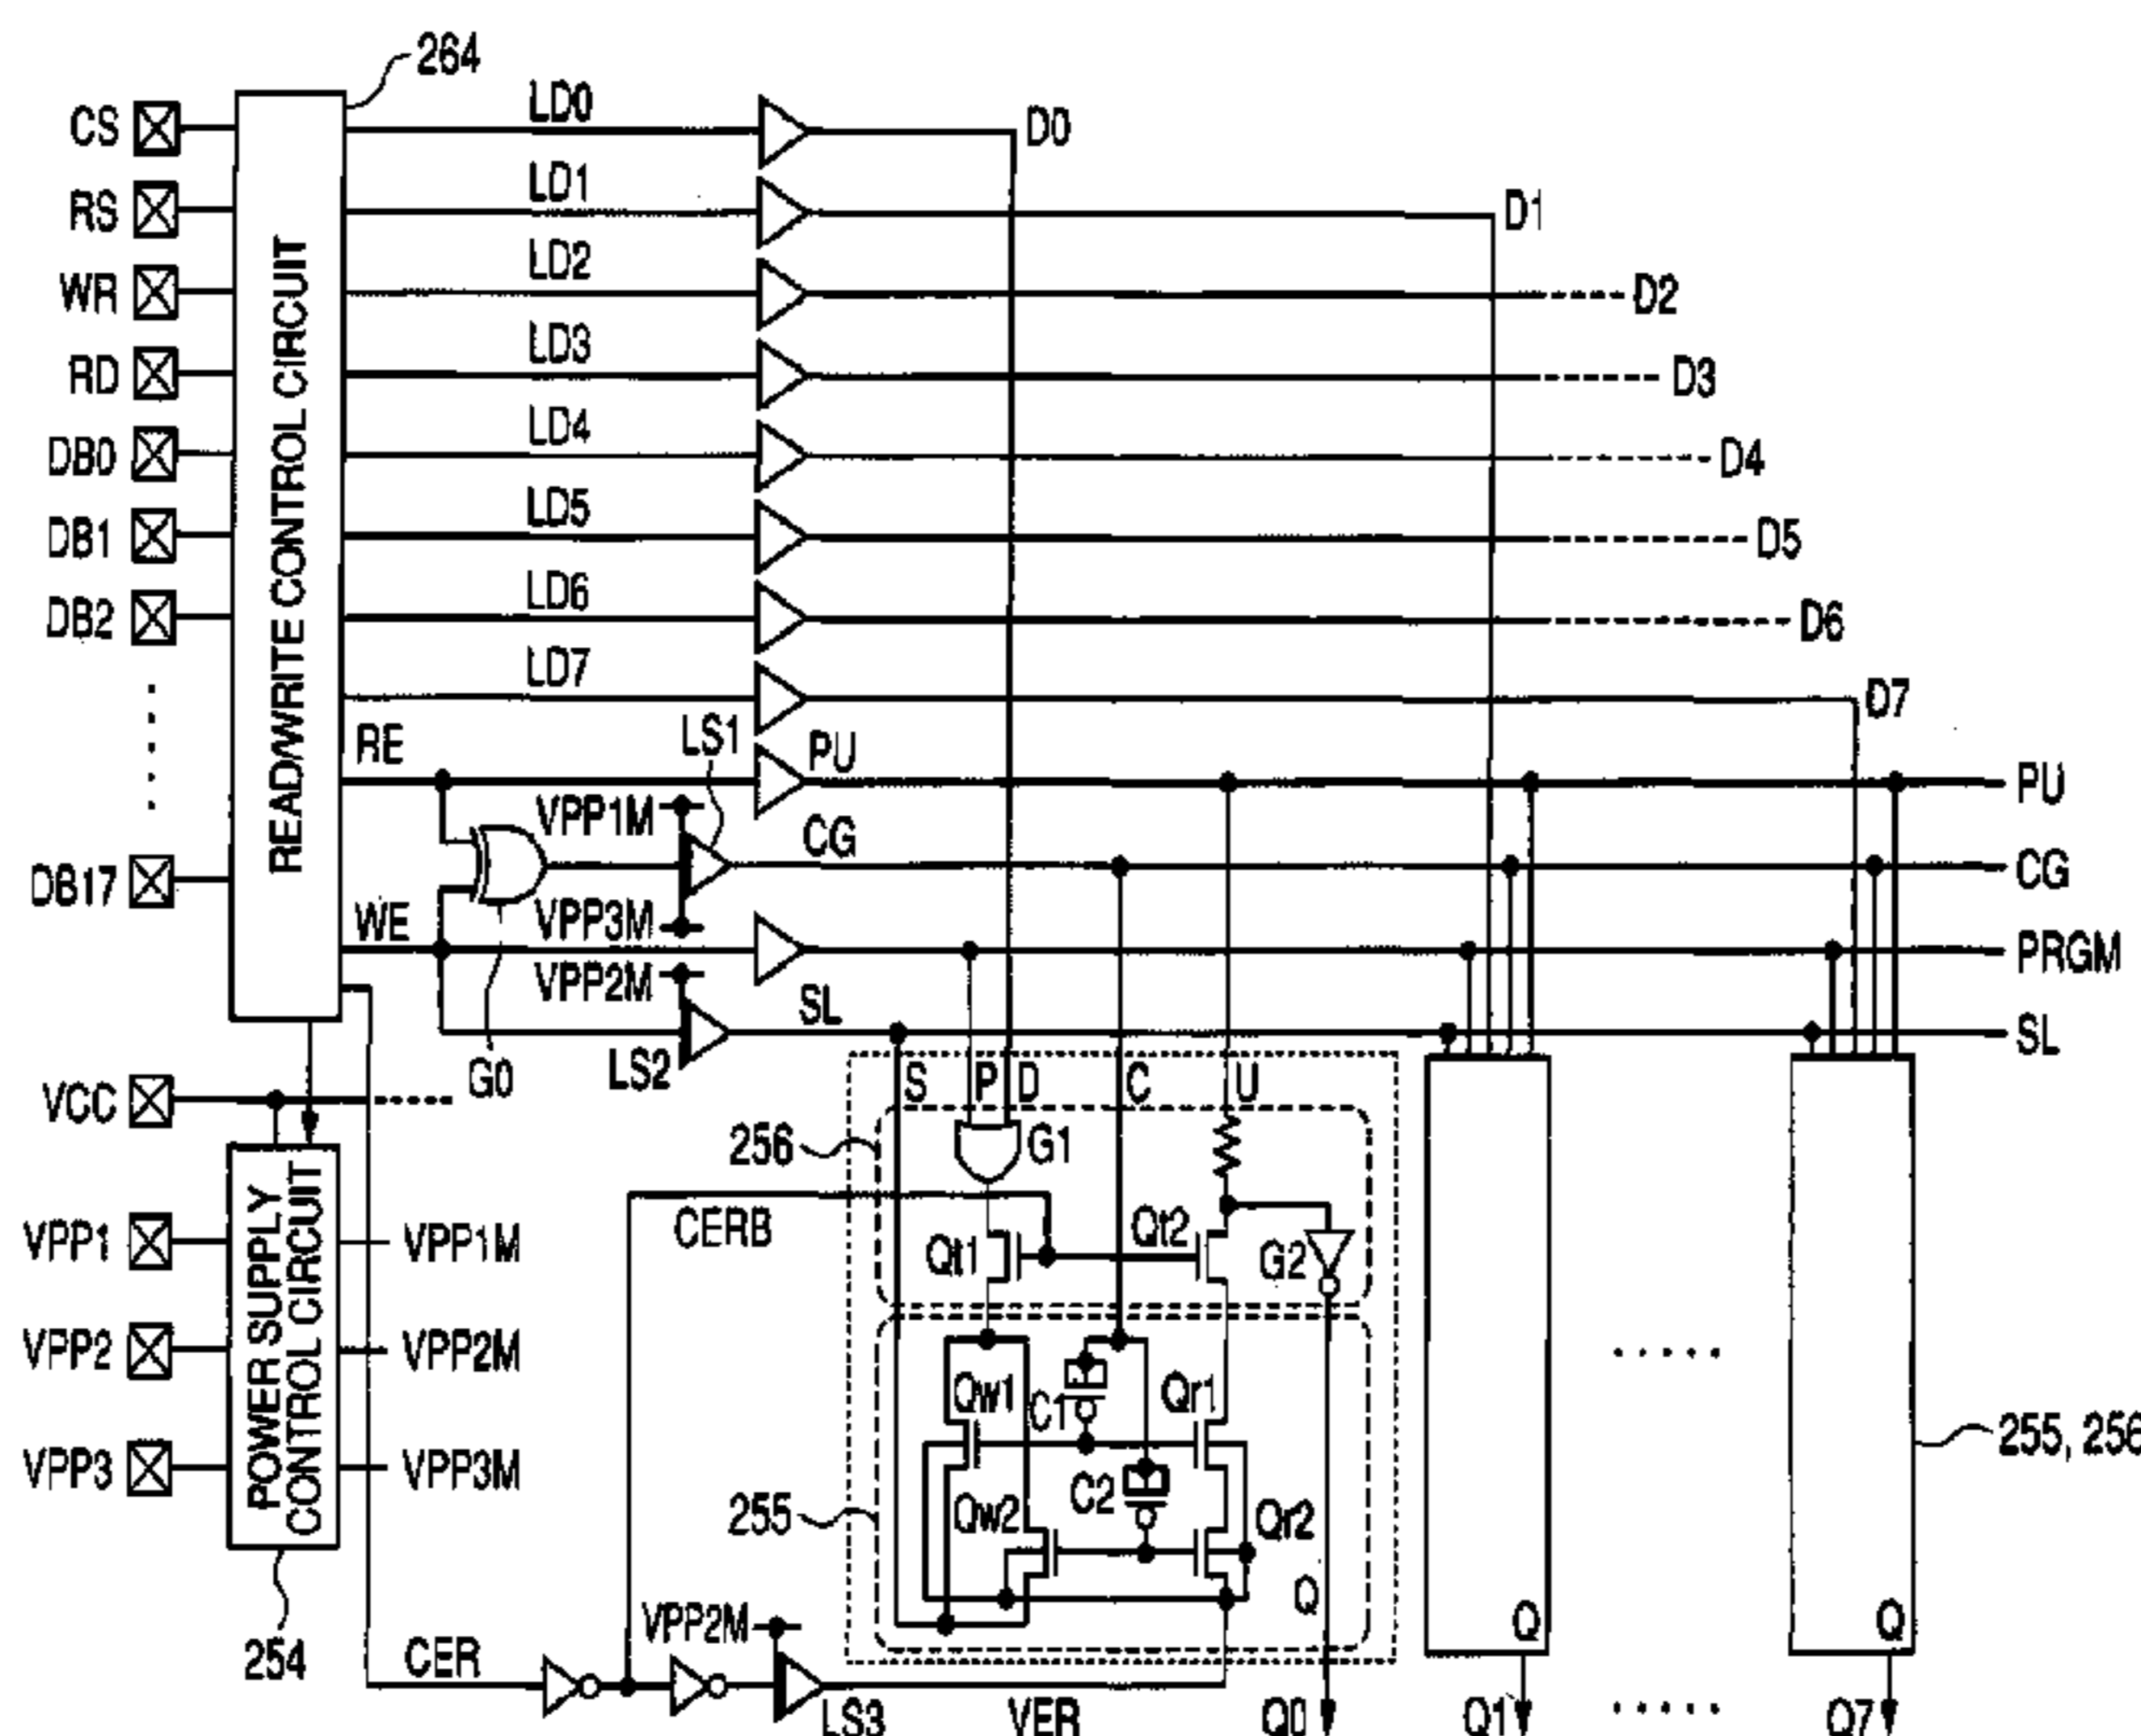 264
CS
RS
WR
RD
DB0
DB1
DB2
DB17
READ/WRITE CONTROL CIRCUIT
LD0
LD1
LD2
LD3
LD4
LD5
LD6
LD7
D0
D1
D2
D3
D4
D5
D6
D7
RE
LS1
PU
PU
VPP1M
CG
CG
VPP3M
WE
PRGM
VPP2M
SL
SL
LS2
G0
VCC
S
P
D
C
U
256
G1
CERB
Qt1
Qt2
G2
VPP1
VPP2
VPP3
POWER SUPPLY
CONTROL CIRCUIT
VPP1M
VPP2M
VPP3M
254
Qw1
C1
Qr1
C2
Qw2
Qr2
255
Q
Q
Q
255, 256
VPP2M
CER
LS3
VER
Q0
Q1
Q7